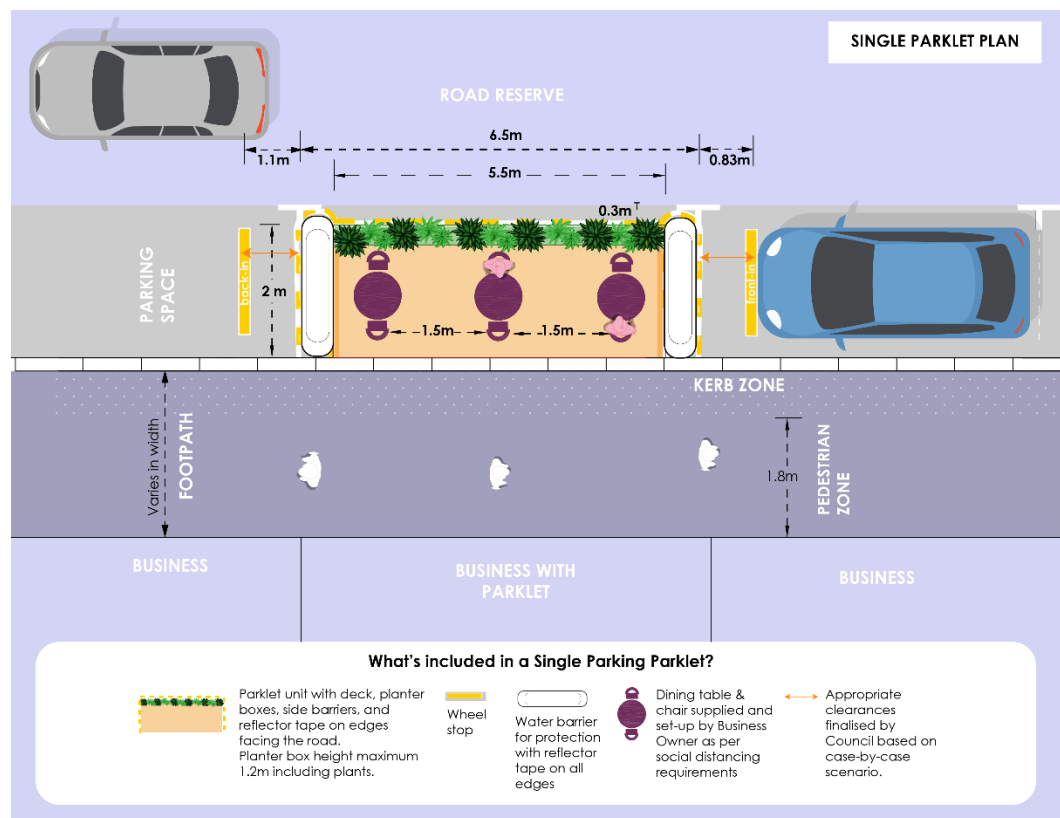 SINGLE PARKLET PLAN
ROAD RESERVE
6.5m
1.1m
0.83m
5.5m
0.3m
PARKING
SPACE
back-in
2 m
1.5m
1.5m
front-in
KERB ZONE
Varies in width
FOOTPATH
1.8m
PEDESTRIAN
ZONE
BUSINESS
BUSINESS WITH
PARKLET
BUSINESS
What's included in a Single Parking Parklet?
Parklet unit with deck, planter
boxes, side barriers, and
reflector tape on edges
facing the road.
Planter box height maximum
1.2m including plants.
Wheel
stop
Water barrier
for protection
with reflector
tape on all
edges
Dining table &
chair supplied and
set-up by Business
Owner as per
social distancing
requirements
Appropriate
clearances
finalised by
Council based on
case-by-case
scenario.